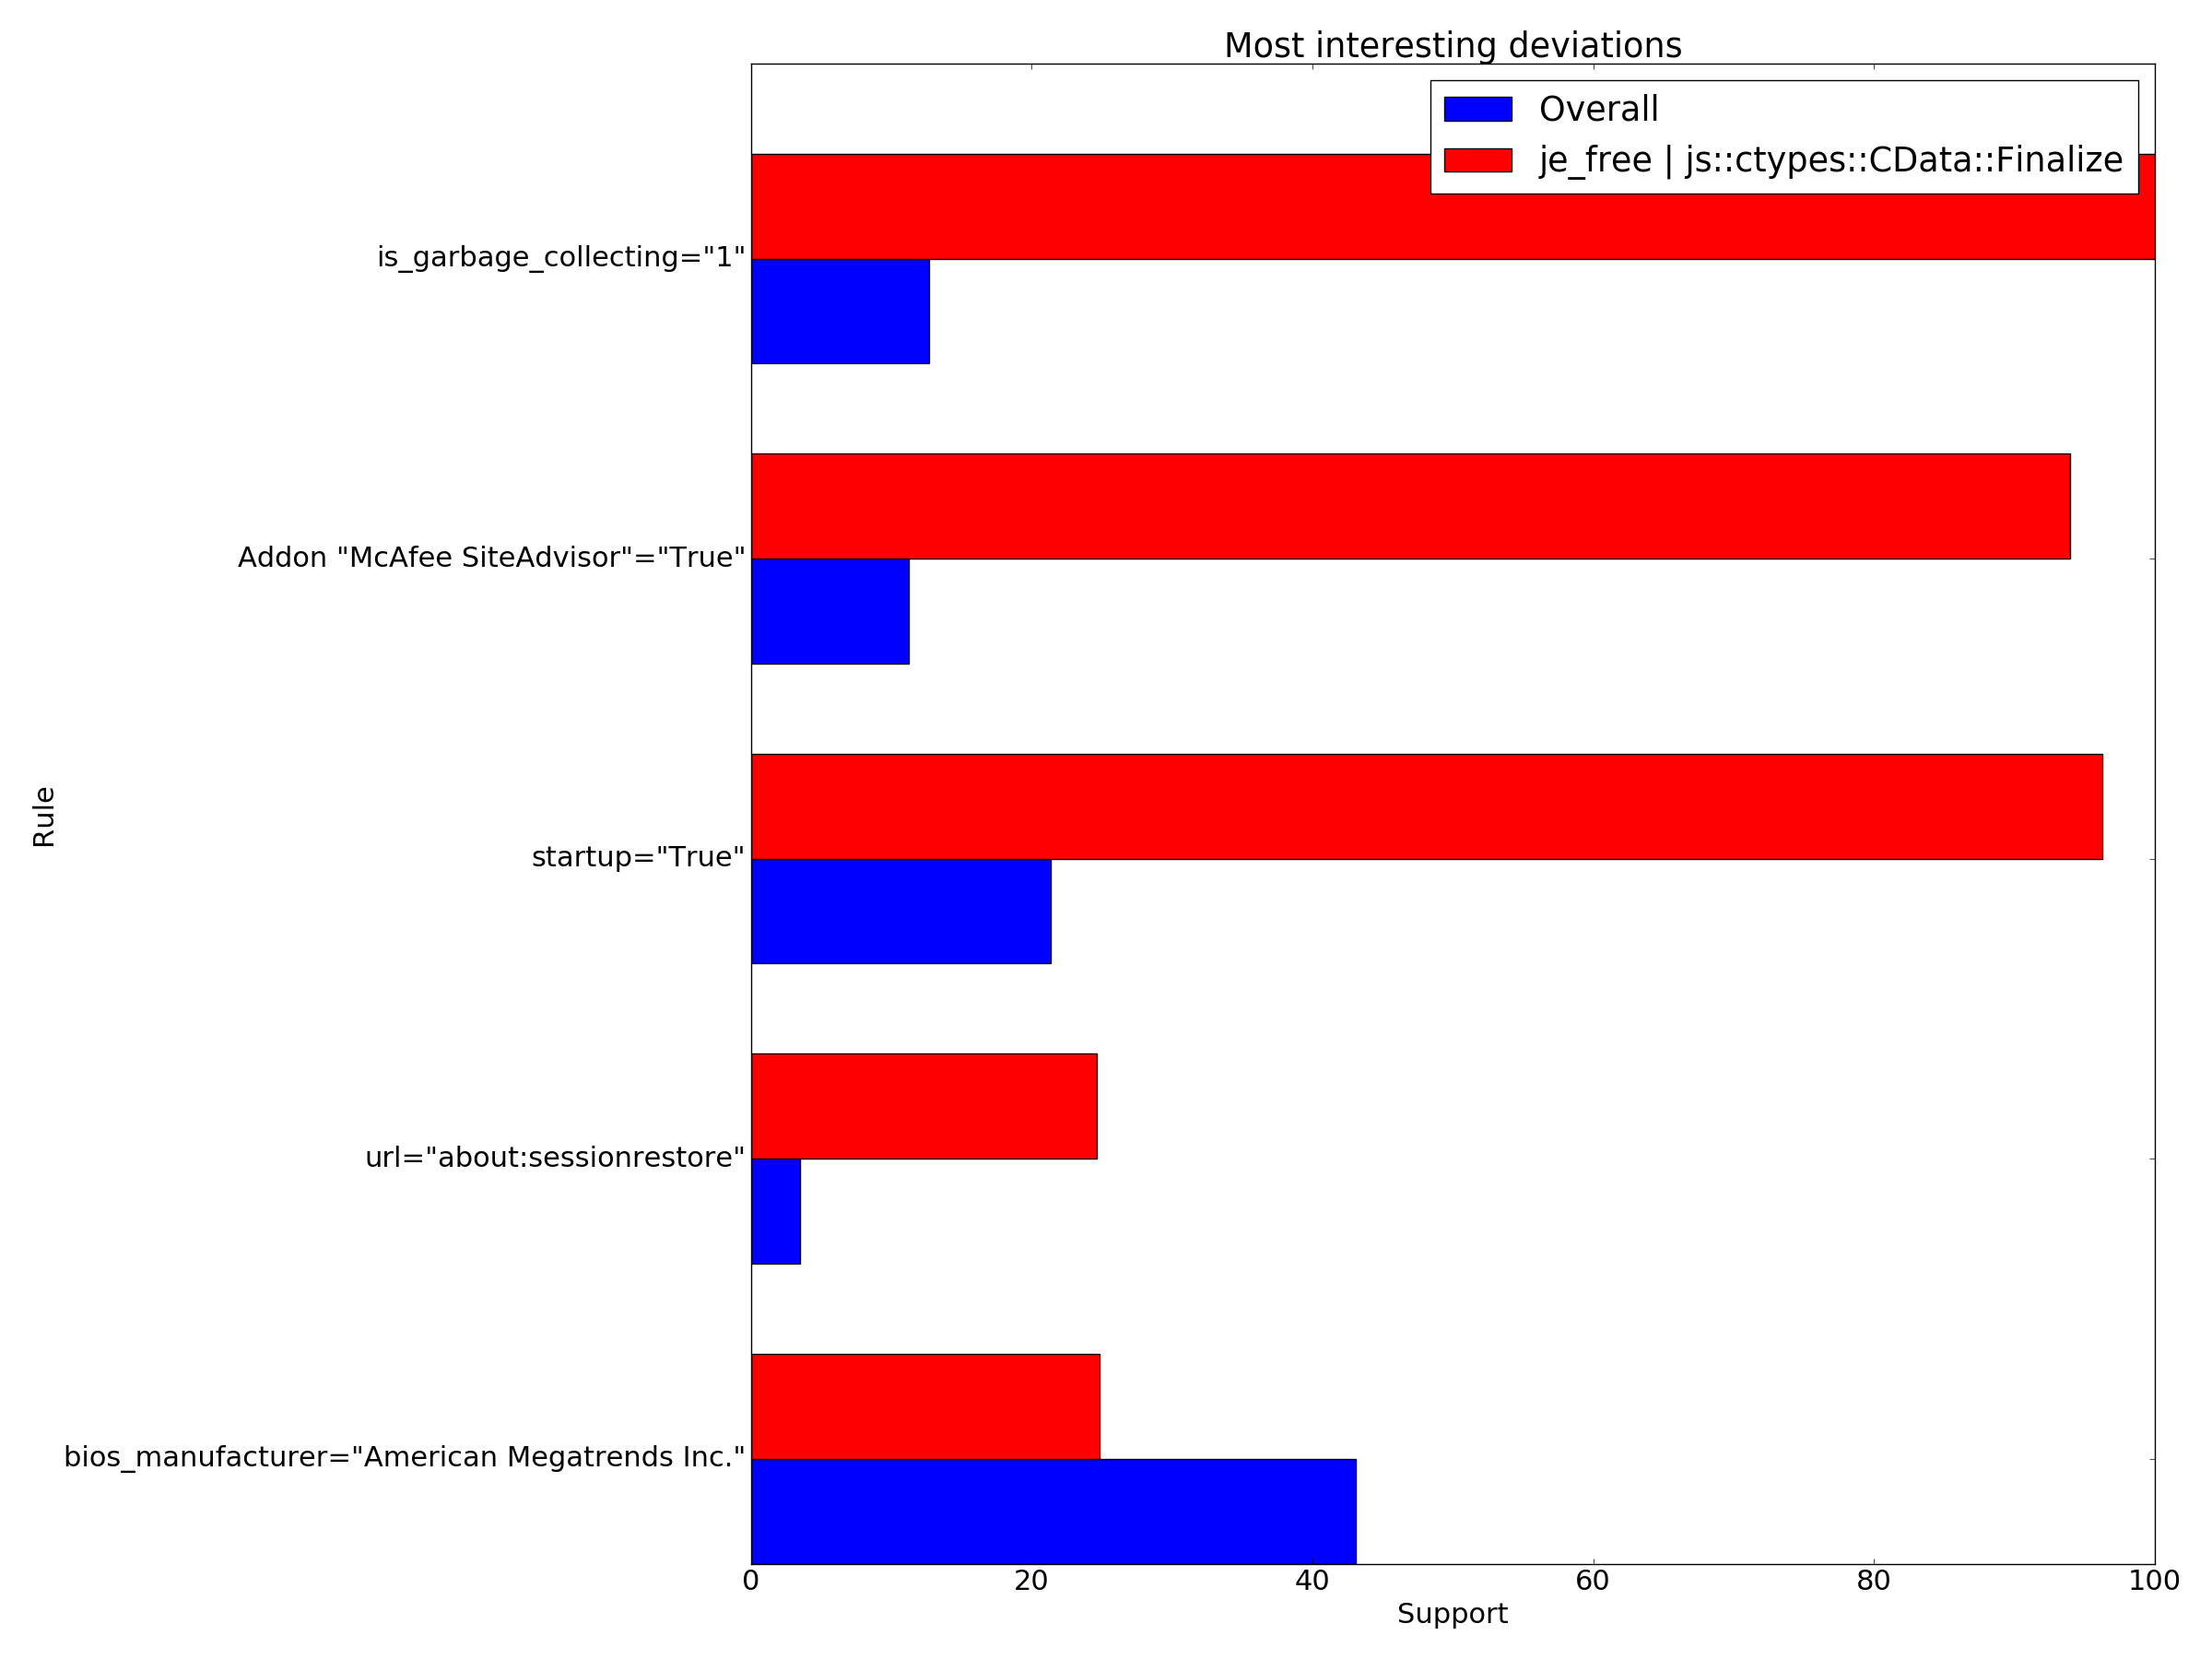 Most interesting deviations
Overall
je_free | js::ctypes::CData::Finalize
is_garbage_collecting="1"
Addon "McAfee SiteAdvisor"="True"
startup="True"
url="about:sessionrestore"
bios_manufacturer="American Megatrends Inc."
Rule
0 20 40 60 80 100
Support